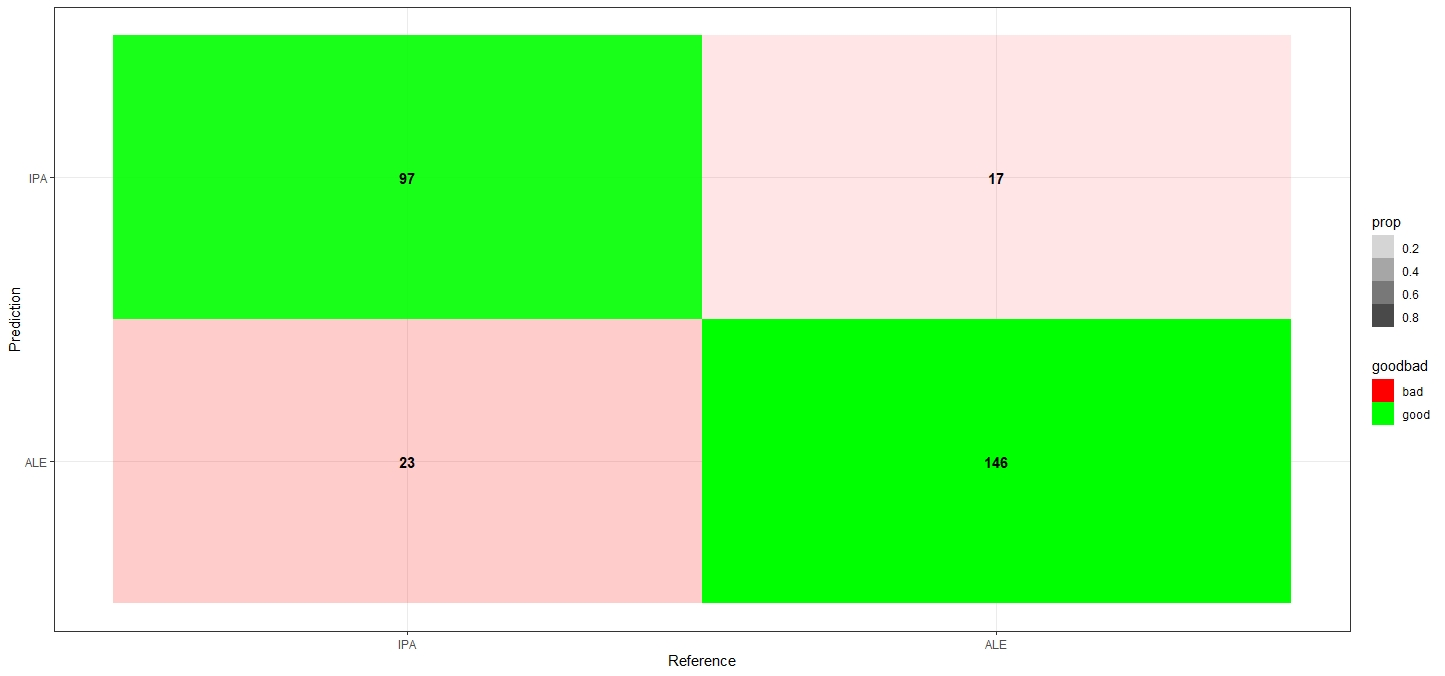 IPA
97
17
Prediction
ALE
23
146
IPA
ALE
Reference
prop
0.2
0.4
0.6
0.8
goodbad
bad
good